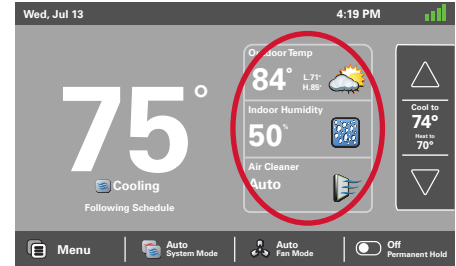 Wed, Jul 13
4:19 PM
75°
Cooling
Following Schedule
Outdoor Temp
84°
L.71°
H.85°
Indoor Humidity
50%
Air Cleaner
Auto
Cool to
74°
Heat to
70°
Menu
Auto
System Mode
Auto
Fan Mode
Off
Permanent Hold